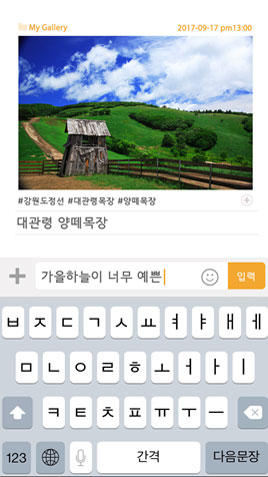 My Gallery
2017-09-17 pm13:00
#강원도정선 #대관령목장 #양떼목장
대관령 양떼목장
가을하늘이 너무 예쁜
입력
ㅂ ㅈ ㄷ ㄱ ㅅ ㅛ ㅕ ㅑ ㅐ ㅔ
ㅁ ㄴ ㅇ ㄹ ㅎ ㅗ ㅓ ㅏ ㅣ
ㅋ ㅌ ㅊ ㅍ ㅠ ㅜ ㅡ
123 간격 다음문장